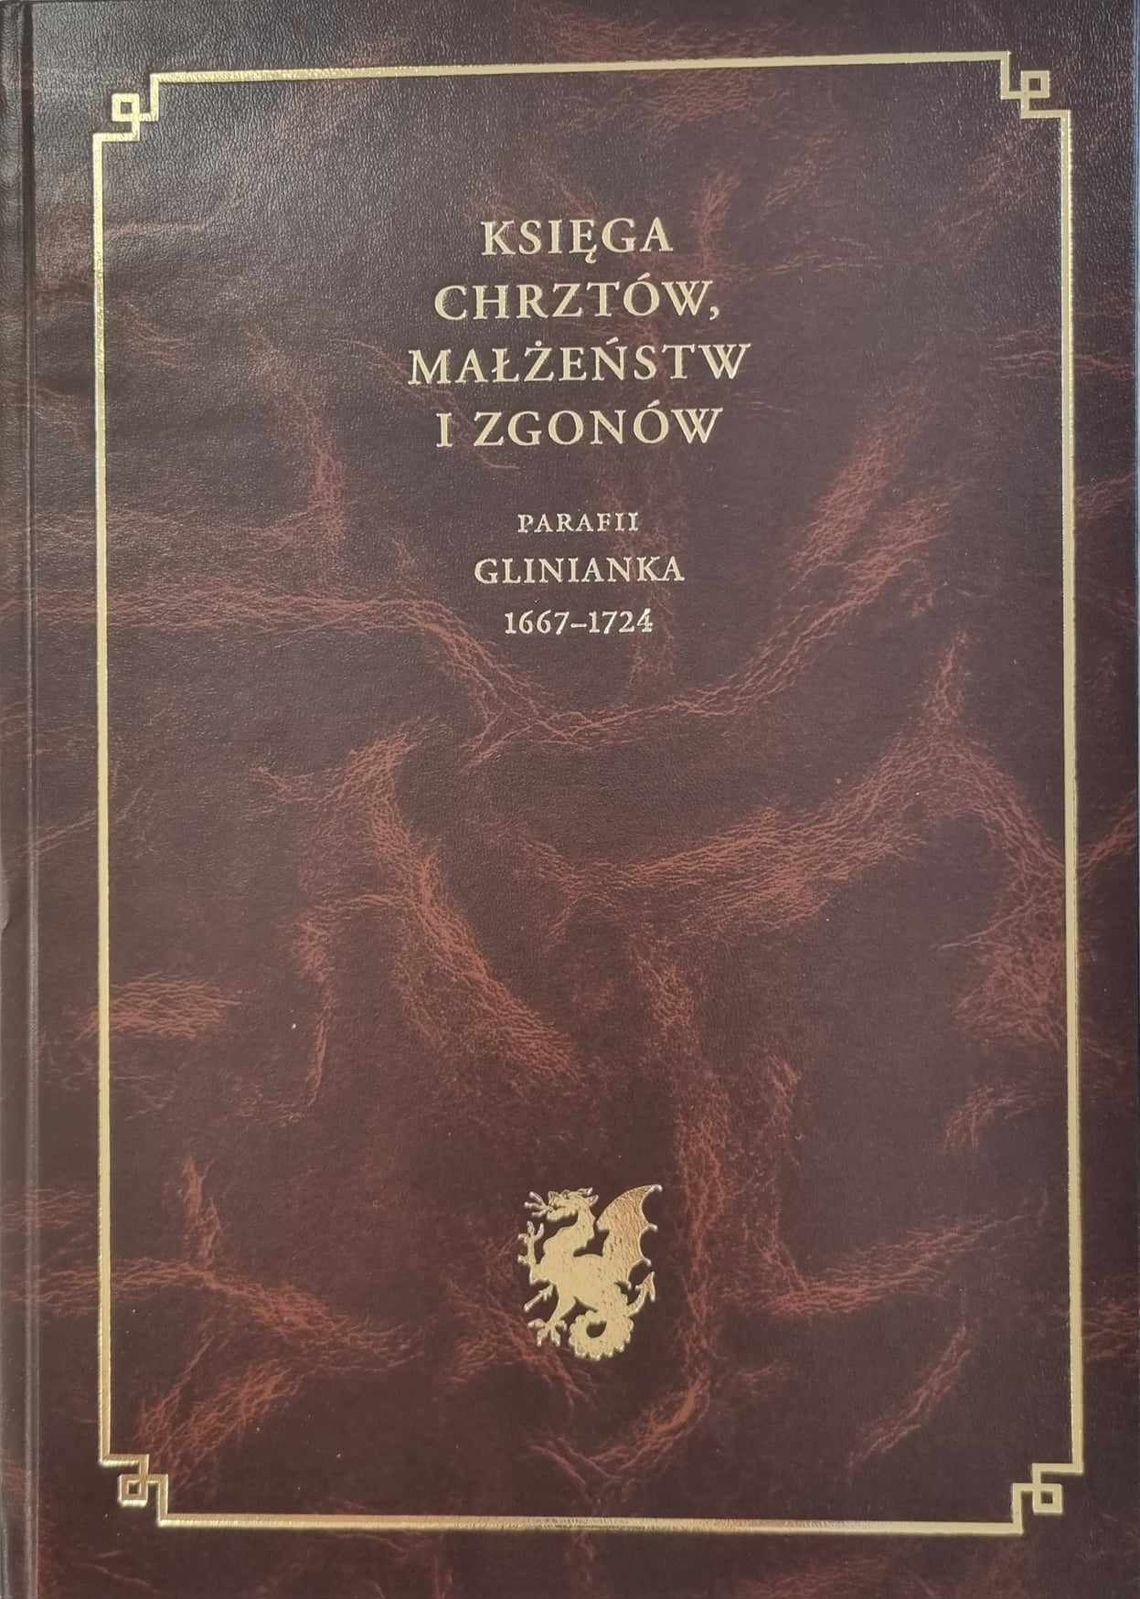 KSIĘGA
CHRZTÓW,
MAŁŻEŃSTW
I ZGONÓW
PARAFII
GLINIANKA
1667–1724